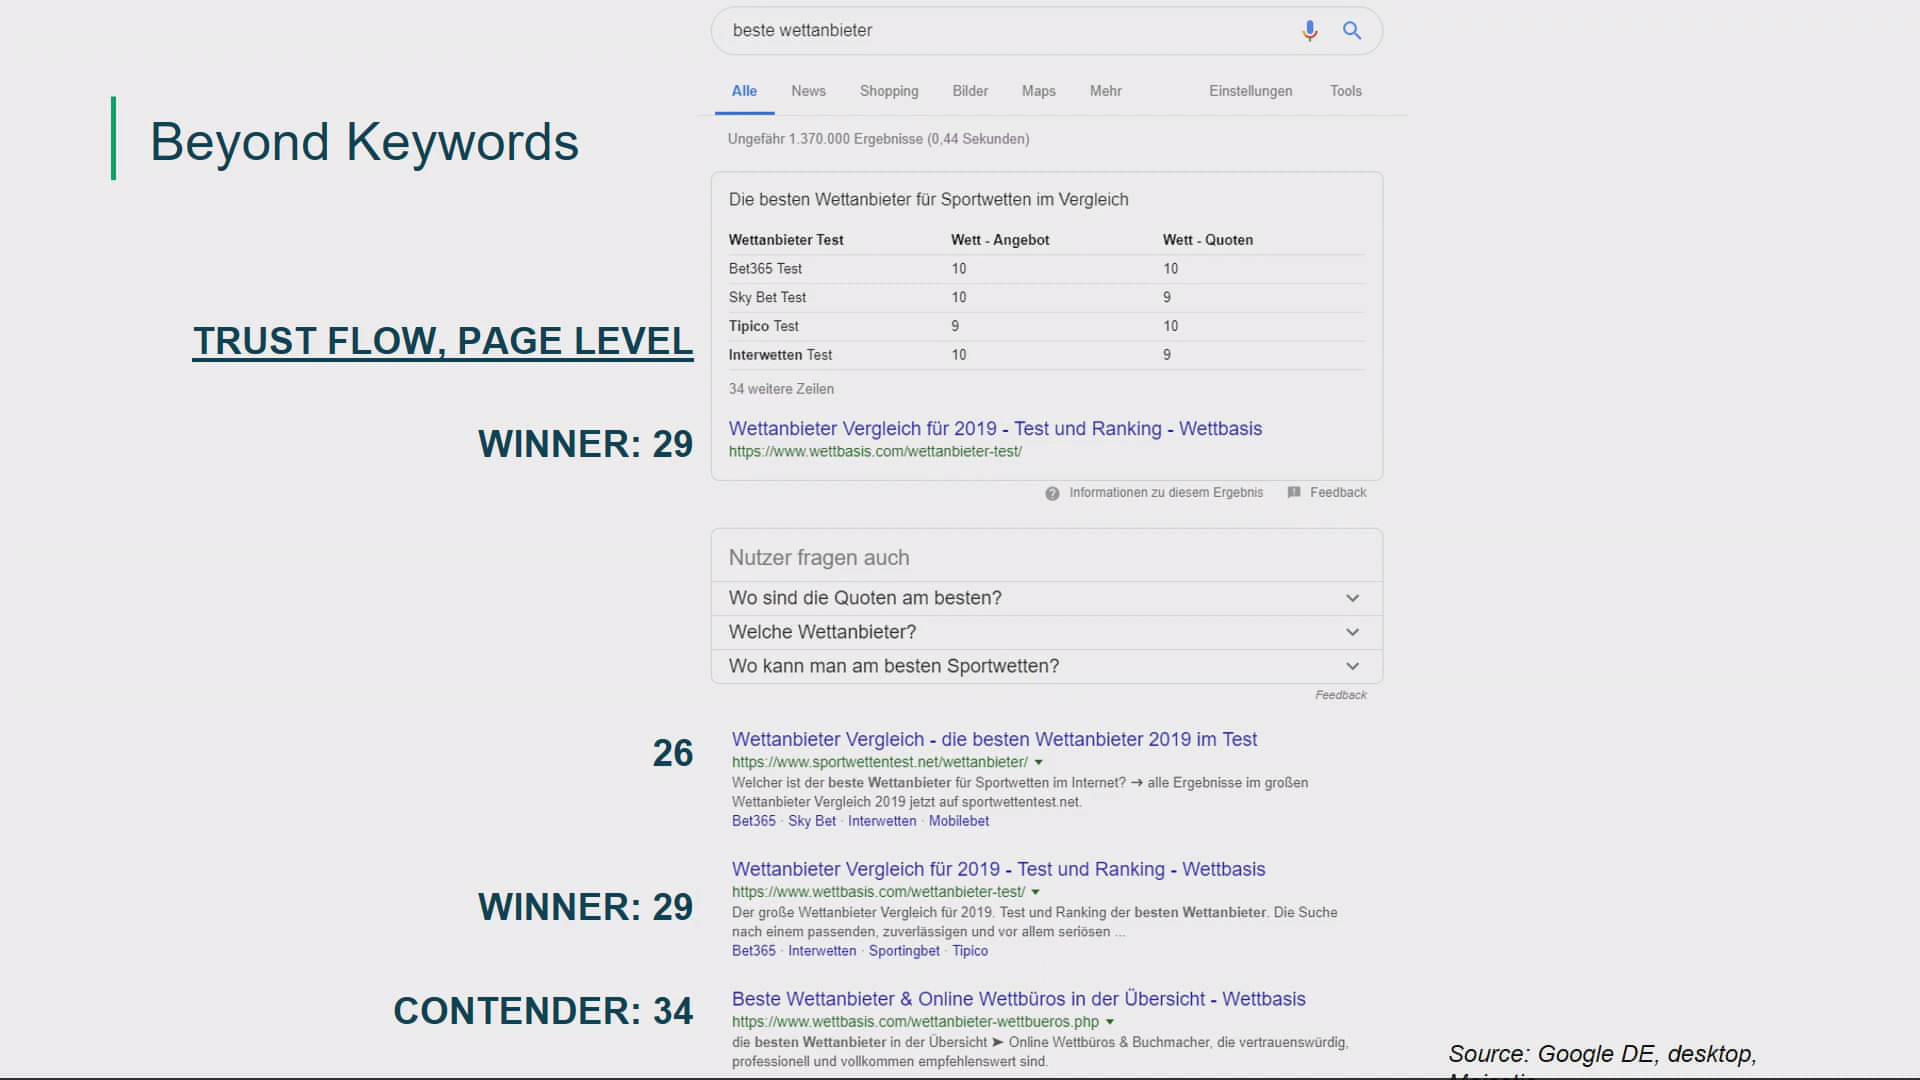 beste wettanbieter
Alle News Shopping Bilder Maps Mehr Einstellungen Tools
Ungefähr 1.370.000 Ergebnisse (0,44 Sekunden)
Beyond Keywords
Die besten Wettanbieter für Sportwetten im Vergleich
Wettanbieter Test Wett - Angebot Wett - Quoten
Bet365 Test 10 10
Sky Bet Test 10 9
Tipico Test 9 10
Interwetten Test 10 9
34 weitere Zeilen
TRUST FLOW, PAGE LEVEL
WINNER: 29
Wettanbieter Vergleich für 2019 - Test und Ranking - Wettbasis
https://www.wettbasis.com/wettanbieter-test/
Informationen zu diesem Ergebnis Feedback
Nutzer fragen auch
Wo sind die Quoten am besten?
Welche Wettanbieter?
Wo kann man am besten Sportwetten?
Feedback
26
Wettanbieter Vergleich - die besten Wettanbieter 2019 im Test
https://www.sportwettentest.net/wettanbieter/
Welcher ist der beste Wettanbieter für Sportwetten im Internet? ➔ alle Ergebnisse im großen
Wettanbieter Vergleich 2019 jetzt auf sportwettentest.net.
Bet365 · Sky Bet · Interwetten · Mobilebet
WINNER: 29
Wettanbieter Vergleich für 2019 - Test und Ranking - Wettbasis
https://www.wettbasis.com/wettanbieter-test/
Der große Wettanbieter Vergleich für 2019. Test und Ranking der besten Wettanbieter. Die Suche
nach einem passenden, zuverlässigen und vor allem seriösen ...
Bet365 · Interwetten · Sportingbet · Tipico
CONTENDER: 34
Beste Wettanbieter & Online Wettbüros in der Übersicht - Wettbasis
https://www.wettbasis.com/wettanbieter-wettbueros.php
die besten Wettanbieter in der Übersicht ➤ Online Wettbüros & Buchmacher, die vertrauenswürdig,
professionell und vollkommen empfehlenswert sind.
Source: Google DE, desktop,